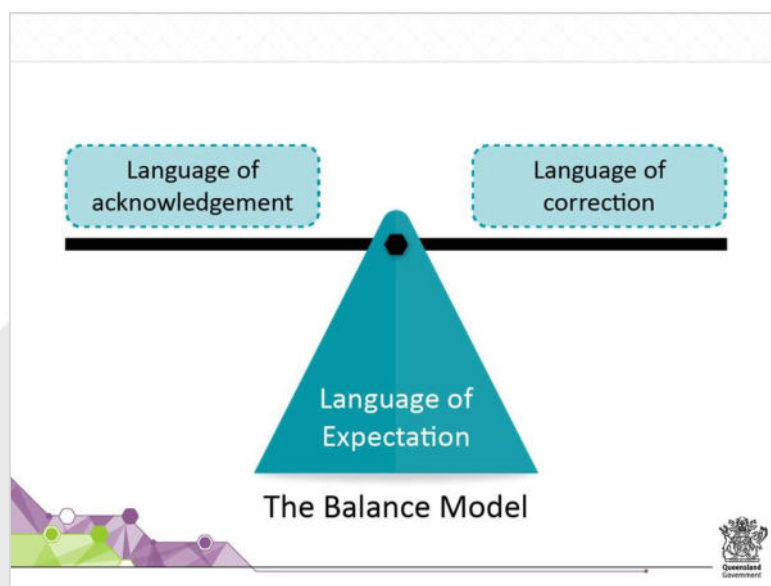 Language of
acknowledgement
Language of
correction
Language of
Expectation
The Balance Model
Queensland
Government